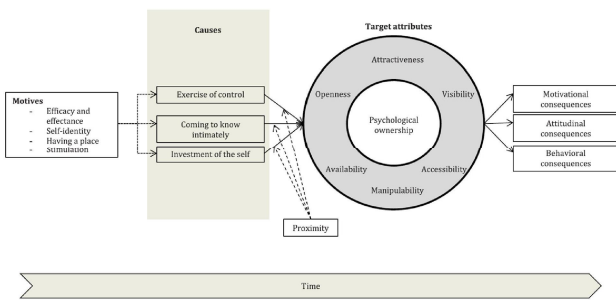 Causes
Target attributes
Motives
- Efficacy and
effectance
- Self-identity
- Having a place
- Stimulation
Exercise of control
Coming to know
intimately
Investment of the self
Attractiveness
Openness
Visibility
Psychological
ownership
Availability
Accessibility
Manipulability
Motivational
consequences
Attitudinal
consequences
Behavioral
consequences
Proximity
Time